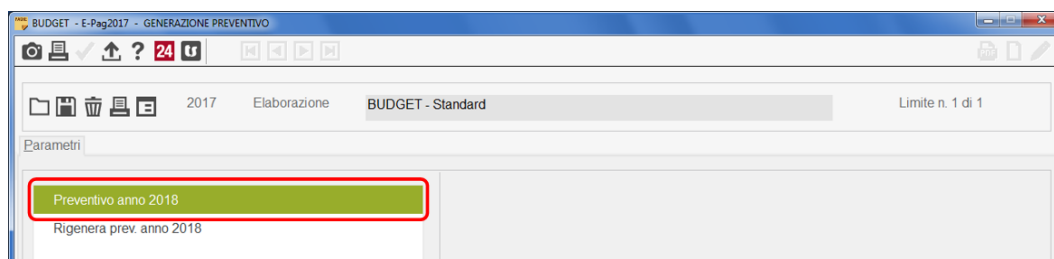 BUDGET - E-Pag2017 - GENERAZIONE PREVENTIVO
? 24 U
2017 Elaborazione BUDGET - Standard Limite n. 1 di 1
Parametri
Preventivo anno 2018
Rigenera prev. anno 2018